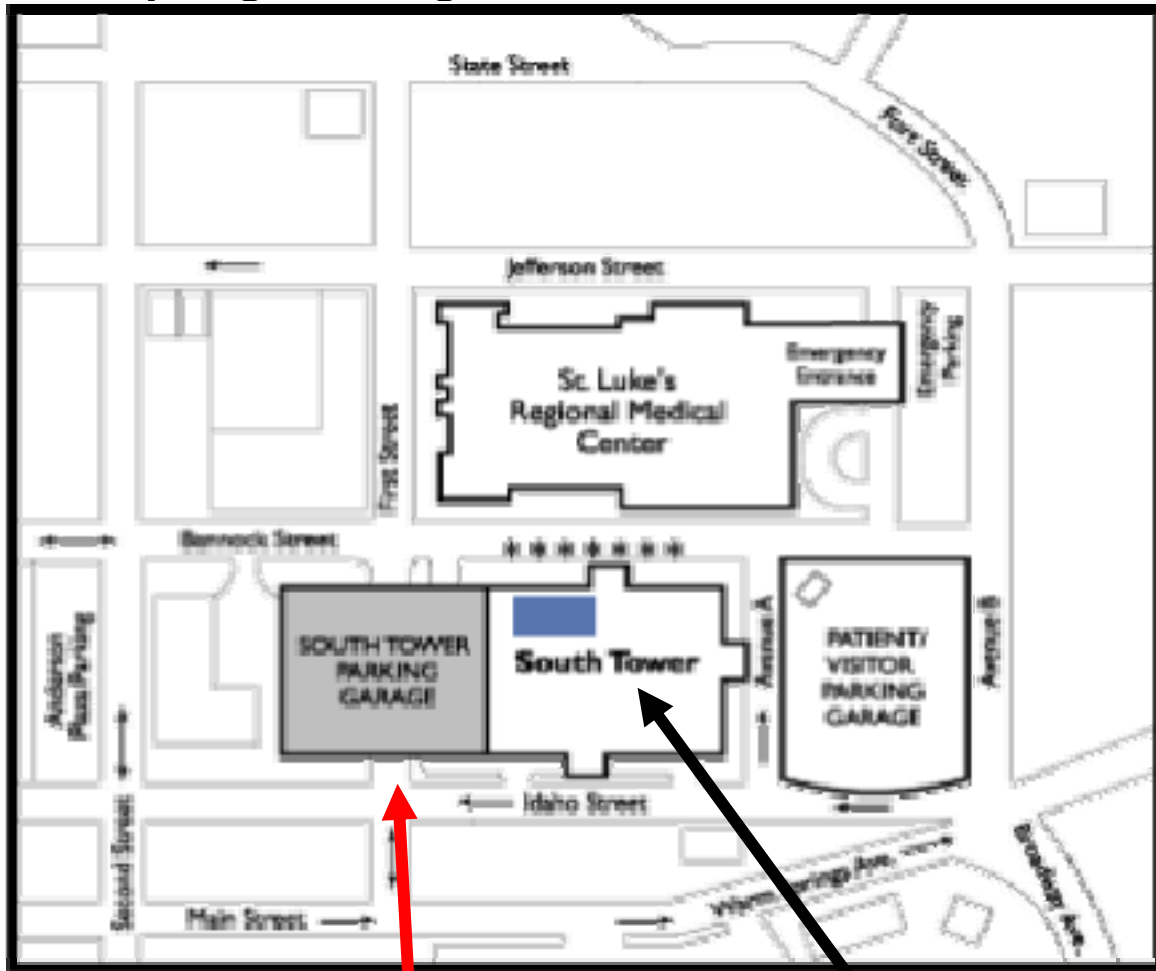 State Street
Fort Street
Jefferson Street
Emergency
Parking
Emergency
Entrance
St. Luke's
Regional Medical
Center
First Street
Bannock Street
SOUTH TOWER
PARKING
GARAGE
South Tower
Avenue A
PATIENT/
VISITOR
PARKING
GARAGE
Avenue B
Anderson
Plaza Parking
Idaho Street
Second Street
Main Street
Warm Springs Ave.
Broadway Ave.